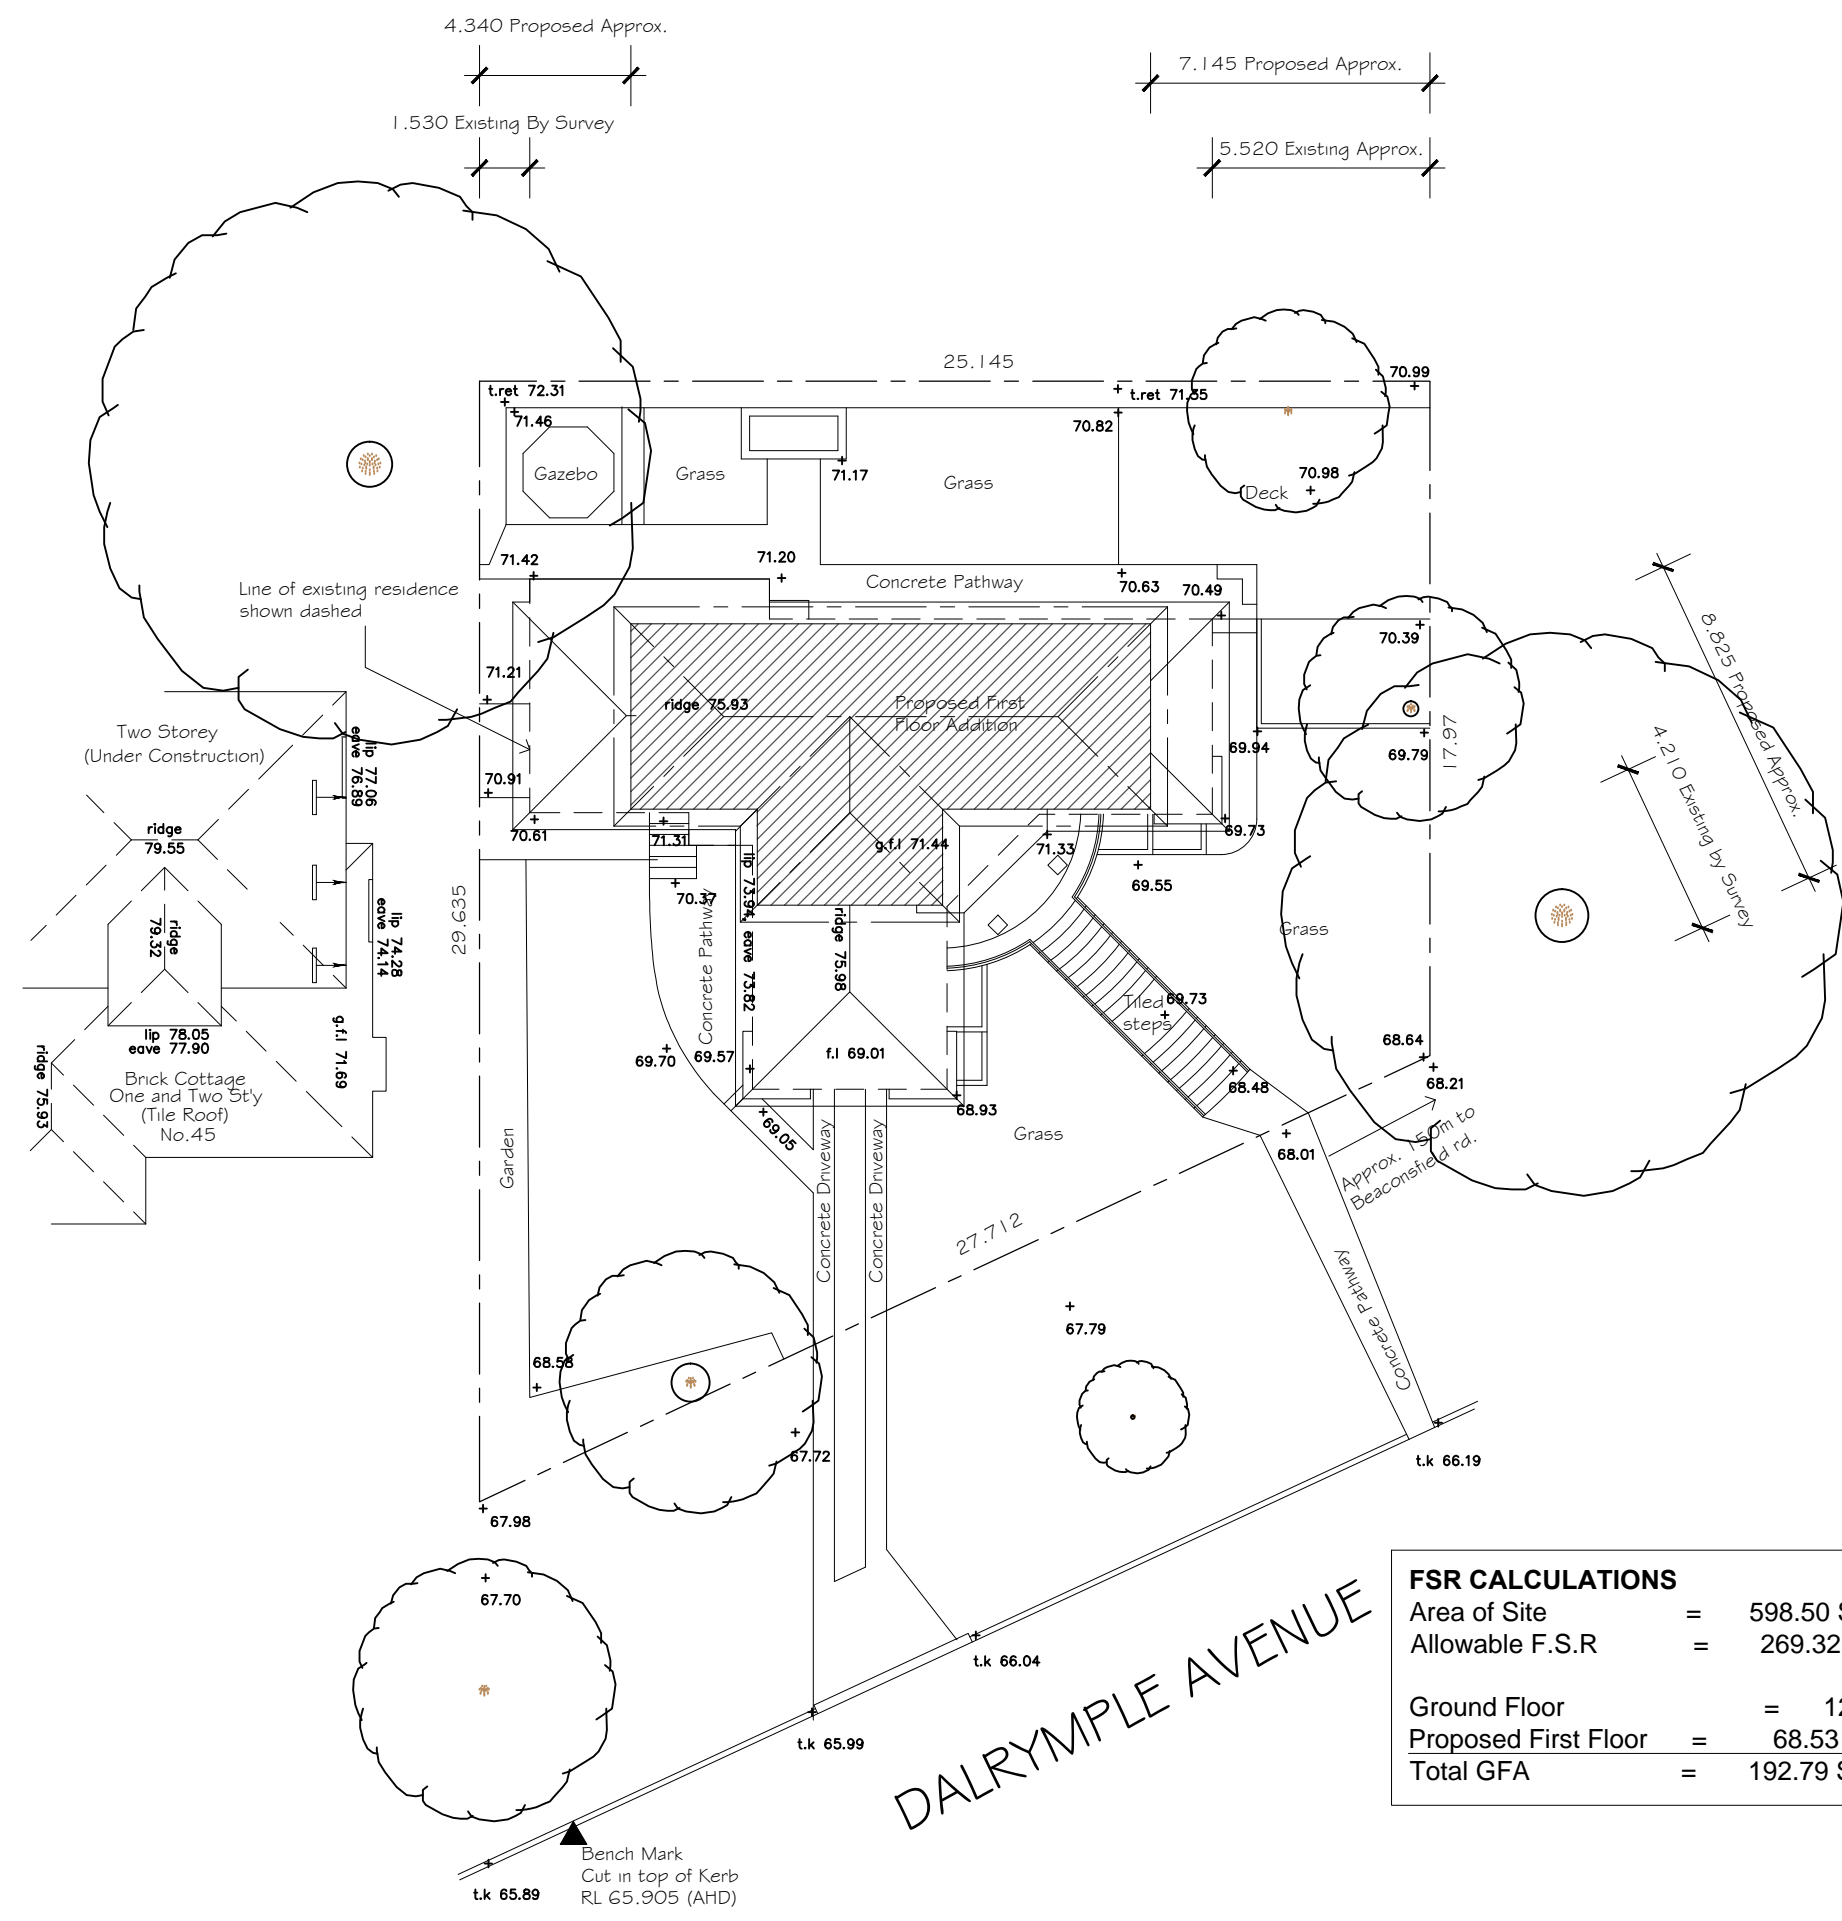 4.340 Proposed Approx.
7.145 Proposed Approx.
1.530 Existing By Survey
5.520 Existing Approx.
25.145
70.99
t.ret 72.31
t.ret 71.35
71.46
70.82
Gazebo
Grass
71.17
Grass
70.98
Deck
71.42
71.20
Concrete Pathway
70.63
70.49
Line of existing residence
shown dashed
70.39
8.825 Proposed Approx.
71.21
ridge 75.93
Proposed First
Floor Addition
Two Storey
(Under Construction)
lip 77.06
eave 76.89
69.94
69.79
17.97
4.210 Existing by Survey
70.91
70.61
71.31
g.f.l 71.44
71.33
69.73
ridge
79.55
69.55
70.37
lip 73.94, eave 73.82
ridge
79.32
lip 74.28
eave 74.14
29.635
Concrete Pathway
ridge 75.98
Grass
Tiled
steps
69.73
g.f.l 71.69
lip 78.05
eave 77.90
69.70
69.57
f.l 69.01
68.64
68.21
68.48
ridge 75.93
Brick Cottage
One and Two St'y
(Tile Roof)
No.45
68.93
69.05
Grass
68.01
Approx. 150m to
Beaconsfield rd.
Garden
Concrete Driveway
Concrete Driveway
27.712
Concrete Pathway
67.79
68.58
67.72
t.k 66.19
67.98
67.70
t.k 66.04
t.k 65.99
DALRYMPLE AVENUE
Bench Mark
Cut in top of Kerb
RL 65.905 (AHD)
t.k 65.89
FSR CALCULATIONS
Area of Site = 598.50 S
Allowable F.S.R = 269.32
Ground Floor = 12
Proposed First Floor = 68.53
Total GFA = 192.79 S